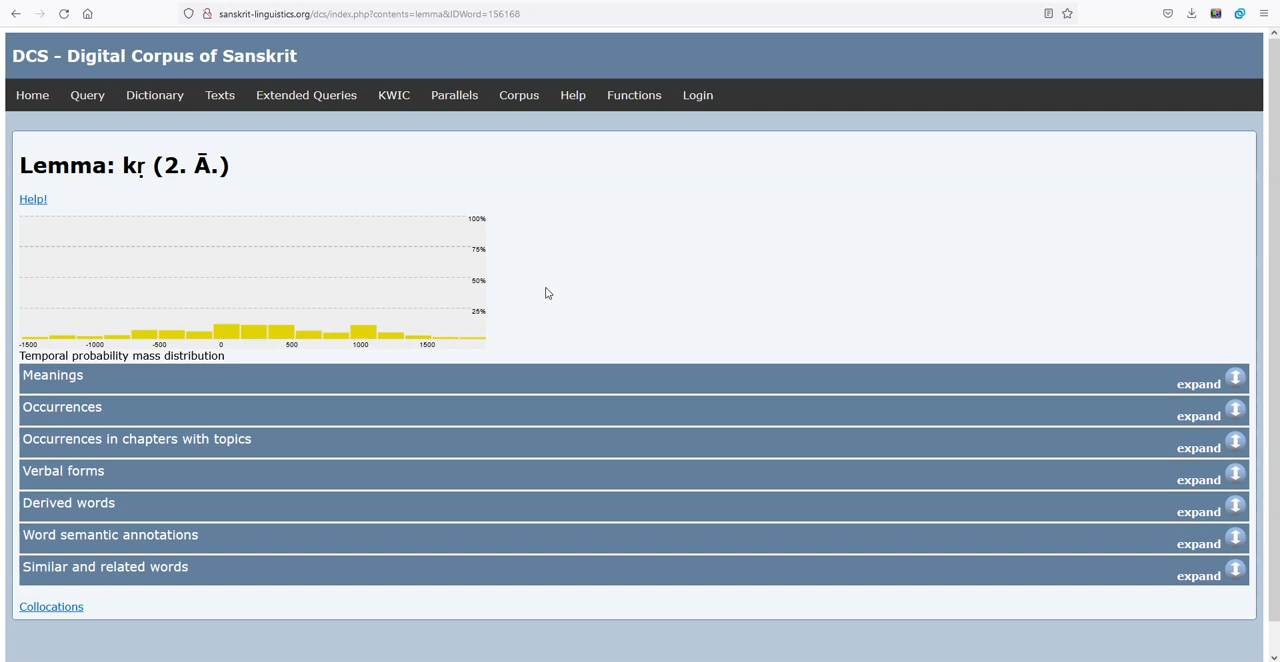 sanskrit-linguistics.org/dcs/index.php?contents=lemma&IDWord=156168
DCS - Digital Corpus of Sanskrit
Home Query Dictionary Texts Extended Queries KWIC Parallels Corpus Help Functions Login
Lemma: kṛ (2. Ā.)
Help!
100%
75%
50%
25%
-1500 -1000 -500 0 500 1000 1500
Temporal probability mass distribution
Meanings expand
Occurrences expand
Occurrences in chapters with topics expand
Verbal forms expand
Derived words expand
Word semantic annotations expand
Similar and related words expand
Collocations